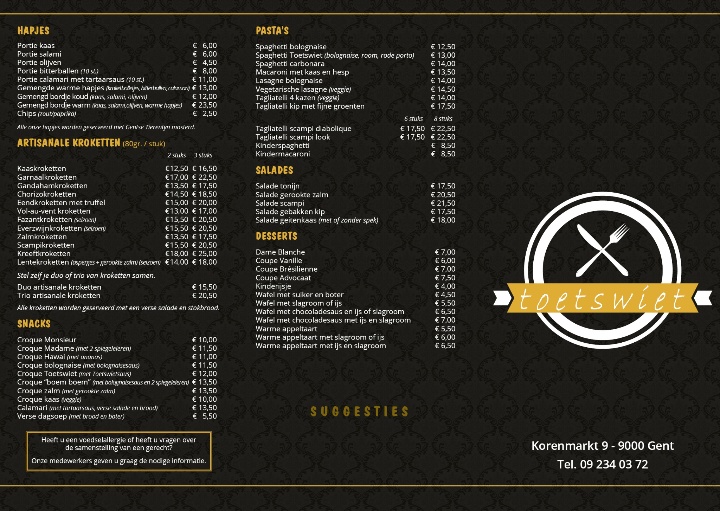 HAPJES
Portie kaas € 6,00
Portie salami € 6,00
Portie olijven € 4,50
Portie bitterballen (10 st.) € 8,00
Portie calamari met tartaarsaus (10 st.) € 11,00
Gemengde warme hapjes € 13,00
Gemengd bordje koud (kaas, salami, olijven) € 12,00
Gemengd bordje warm (kaas, salami,olijven, warme hapjes) € 23,50
Chips (zout/paprika) € 2,50
Alle onze hapjes worden geserveerd met Gentse Tierenteyn mosterd.
ARTISANALE KROKETTEN (80gr. / stuk)
2 stuks 3 stuks
Kaaskroketten €12,50 € 16,50
Garnaalkroketten €17,00 € 22,50
Gandahamkroketten €13,50 € 17,50
Chorizokroketten €14,50 € 18,50
Eendkroketten met truffel €15,00 € 20,00
Vol-au-vent kroketten €13,00 € 17,00
Fazantkroketten (seizoen) €15,50 € 20,50
Everzwijnkroketten (seizoen) €15,50 € 20,50
Zalmkroketten €13,50 € 17,50
Scampikroketten €15,50 € 20,50
Kreeftkroketten €18,00 € 25,00
Lentekroketten (asperges + gerookte zalm) (seizoen) €14,00 € 18,00
Stel zelf je duo of trio van kroketten samen.
Duo artisanale kroketten € 15,50
Trio artisanale kroketten € 20,50
Alle kroketten worden geserveerd met een verse salade en stokbrood.
SNACKS
Croque Monsieur € 10,00
Croque Madame (met 2 spiegeleieren) € 11,50
Croque Hawaï (met ananas) € 11,00
Croque bolognaise (met bolognaisesaus) € 11,50
Croque Toetswiet (met Toetswietsaus) € 12,00
Croque "boem boem" (met bolognaisesaus en 2 spiegeleieren) € 13,50
Croque zalm (met gerookte zalm) € 13,50
Croque kaas (veggie) € 10,00
Calamari (met tartaarsaus, verse salade en brood) € 13,50
Verse dagsoep (met brood en boter) € 5,50
Heeft u een voedselallergie of heeft u vragen over
de samenstelling van een gerecht?
Onze medewerkers geven u graag de nodige informatie.
PASTA'S
Spaghetti bolognaise € 12,50
Spaghetti Toetswiet (bolognaise, room, rode porto) € 13,00
Spaghetti carbonara € 14,00
Macaroni met kaas en hesp € 13,50
Lasagne bolognaise € 14,00
Vegetarische lasagne (veggie) € 14,50
Tagliatelli 4 kazen (veggie) € 14,00
Tagliatelli kip met fijne groenten € 17,50
6 stuks 8 stuks
Tagliatelli scampi diabolique € 17,50 € 22,50
Tagliatelli scampi look € 17,50 € 22,50
Kinderspaghetti € 8,50
Kindermacaroni € 8,50
SALADES
Salade tonijn € 17,50
Salade gerookte zalm € 20,50
Salade scampi € 21,50
Salade gebakken kip € 17,50
Salade geitenkaas (met of zonder spek) € 18,00
DESSERTS
Dame Blanche € 7,00
Coupe Vanille € 6,00
Coupe Brésilienne € 7,00
Coupe Advocaat € 7,50
Kinderijsje € 4,00
Wafel met suiker en boter € 4,50
Wafel met slagroom of ijs € 5,50
Wafel met chocoladesaus en ijs of slagroom € 6,50
Wafel met chocoladesaus met ijs en slagroom € 7,00
Warme appeltaart € 5,50
Warme appeltaart met slagroom of ijs € 6,00
Warme appeltaart met ijs en slagroom € 6,50
SUGGESTIES
toetswiet
Korenmarkt 9 - 9000 Gent
Tel. 09 234 03 72